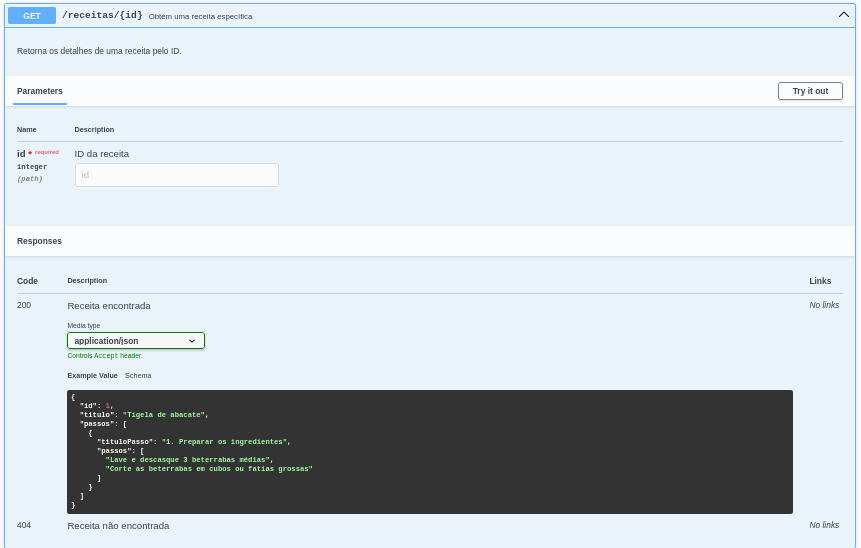 GET /receitas/{id} Obtém uma receita específica
Retorna os detalhes de uma receita pelo ID.
Parameters Try it out
Name Description
id * required ID da receita
integer id
(path)
Responses
Code Description Links
200 Receita encontrada No links
Media type
application/json
Controls Accept header.
Example Value Schema
{
"id": 1,
"titulo": "Tigela de abacate",
"passos": [
{
"tituloPasso": "1. Preparar os ingredientes",
"passos": [
"Lave e descasque 3 beterrabas médias",
"Corte as beterrabas em cubos ou fatias grossas"
]
}
]
}
404 Receita não encontrada No links